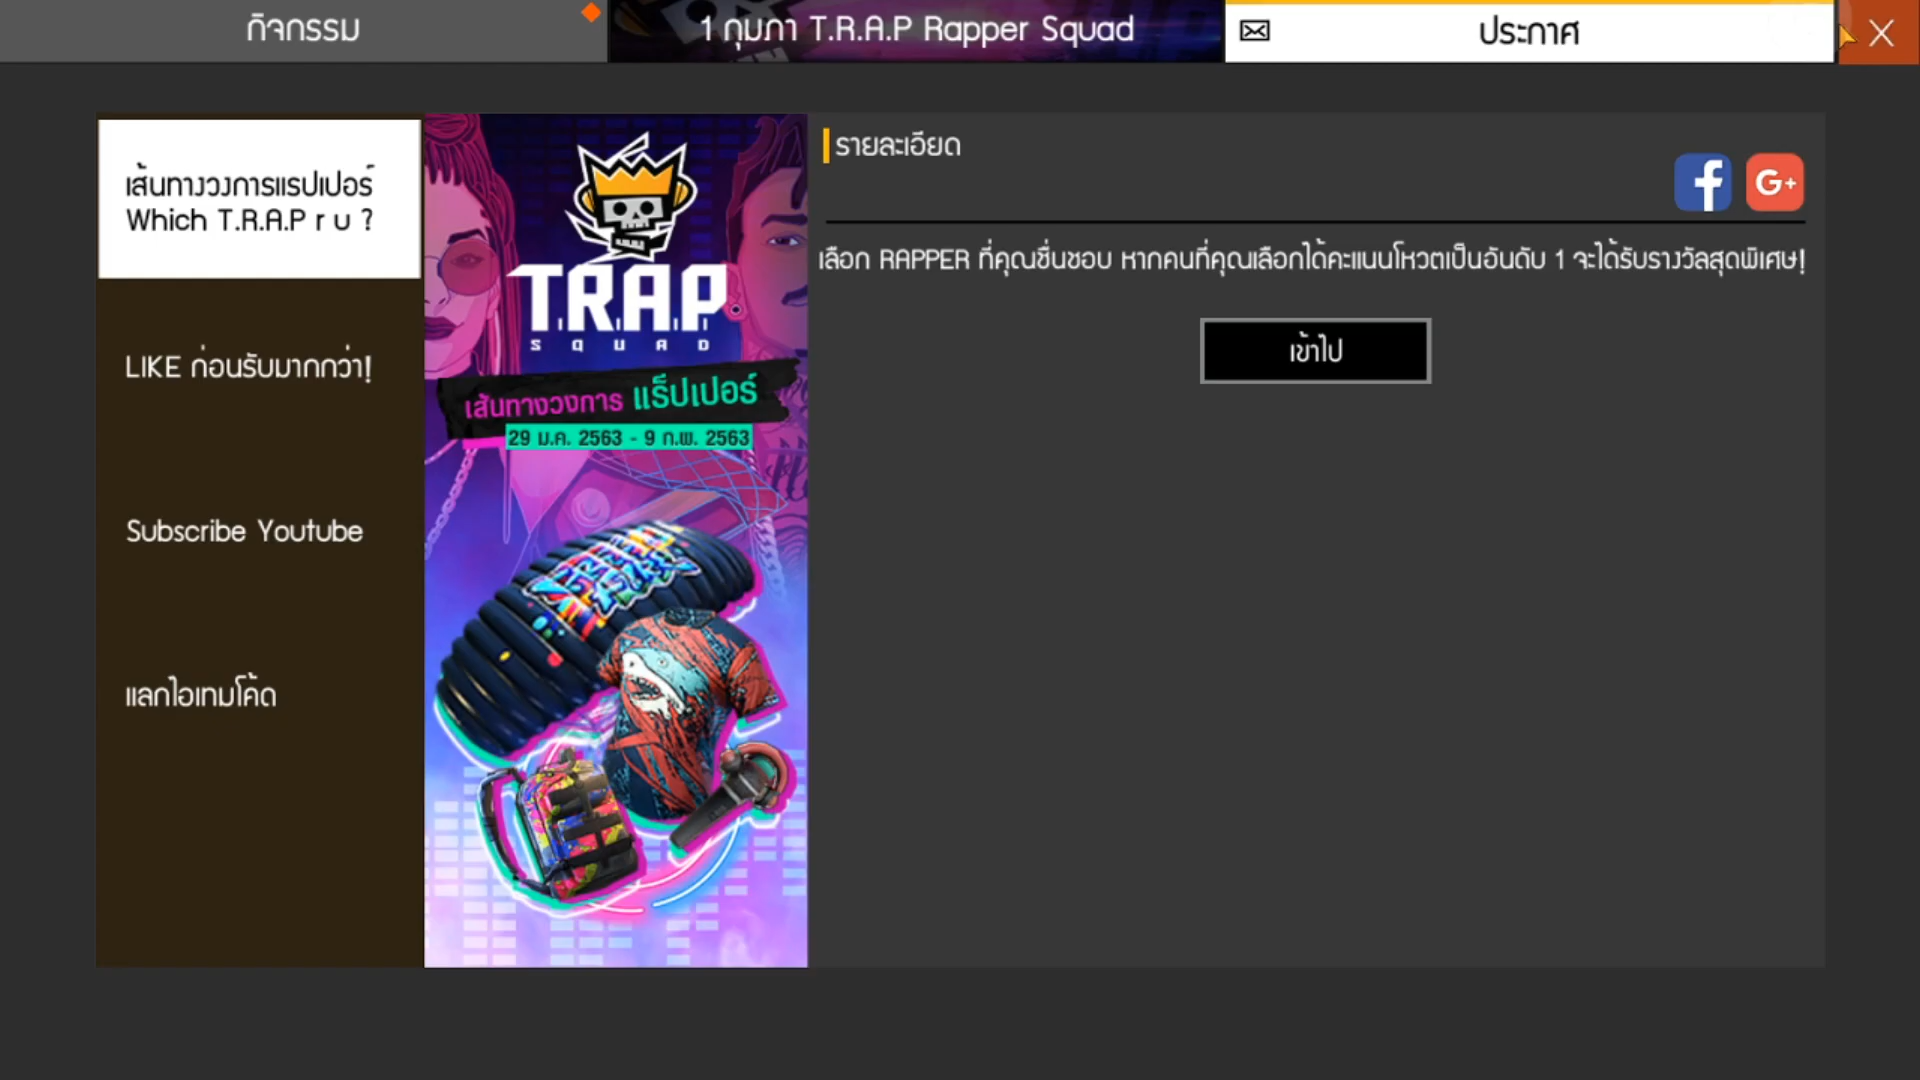 กิจกรรม
1 กุมภา T.R.A.P Rapper Squad
ประกาศ
เส้นทางวงการแรปเปอร์
Which T.R.A.P r u ?
LIKE ก่อนรับมากกว่า!
Subscribe Youtube
แลกไอเทมโค้ด
T.R.A.P.
SQUAD
เส้นทางวงการ แร็ปเปอร์
29 ม.ค. 2563 - 9 ก.พ. 2563
รายละเอียด
f
G+
เลือก RAPPER ที่คุณชื่นชอบ หากคนที่คุณเลือกได้คะแนนโหวตเป็นอันดับ 1 จะได้รับรางวัลสุดพิเศษ!
เข้าไป